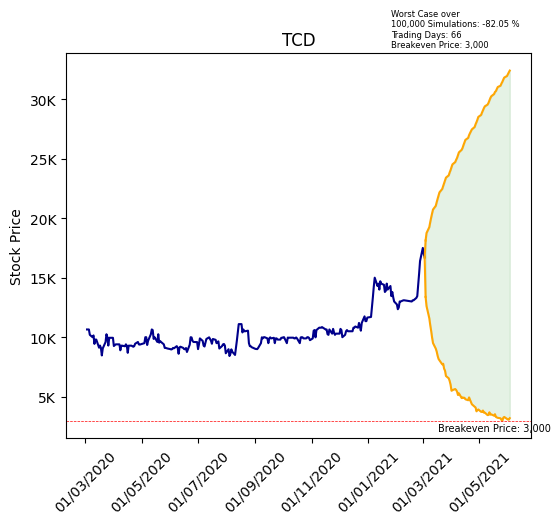 Worst Case over
100,000 Simulations: -82.05 %
Trading Days: 66
Breakeven Price: 3,000
TCD
Stock Price
30K
25K
20K
15K
10K
5K
Breakeven Price: 3,000
01/03/2020
01/05/2020
01/07/2020
01/09/2020
01/11/2020
01/01/2021
01/03/2021
01/05/2021